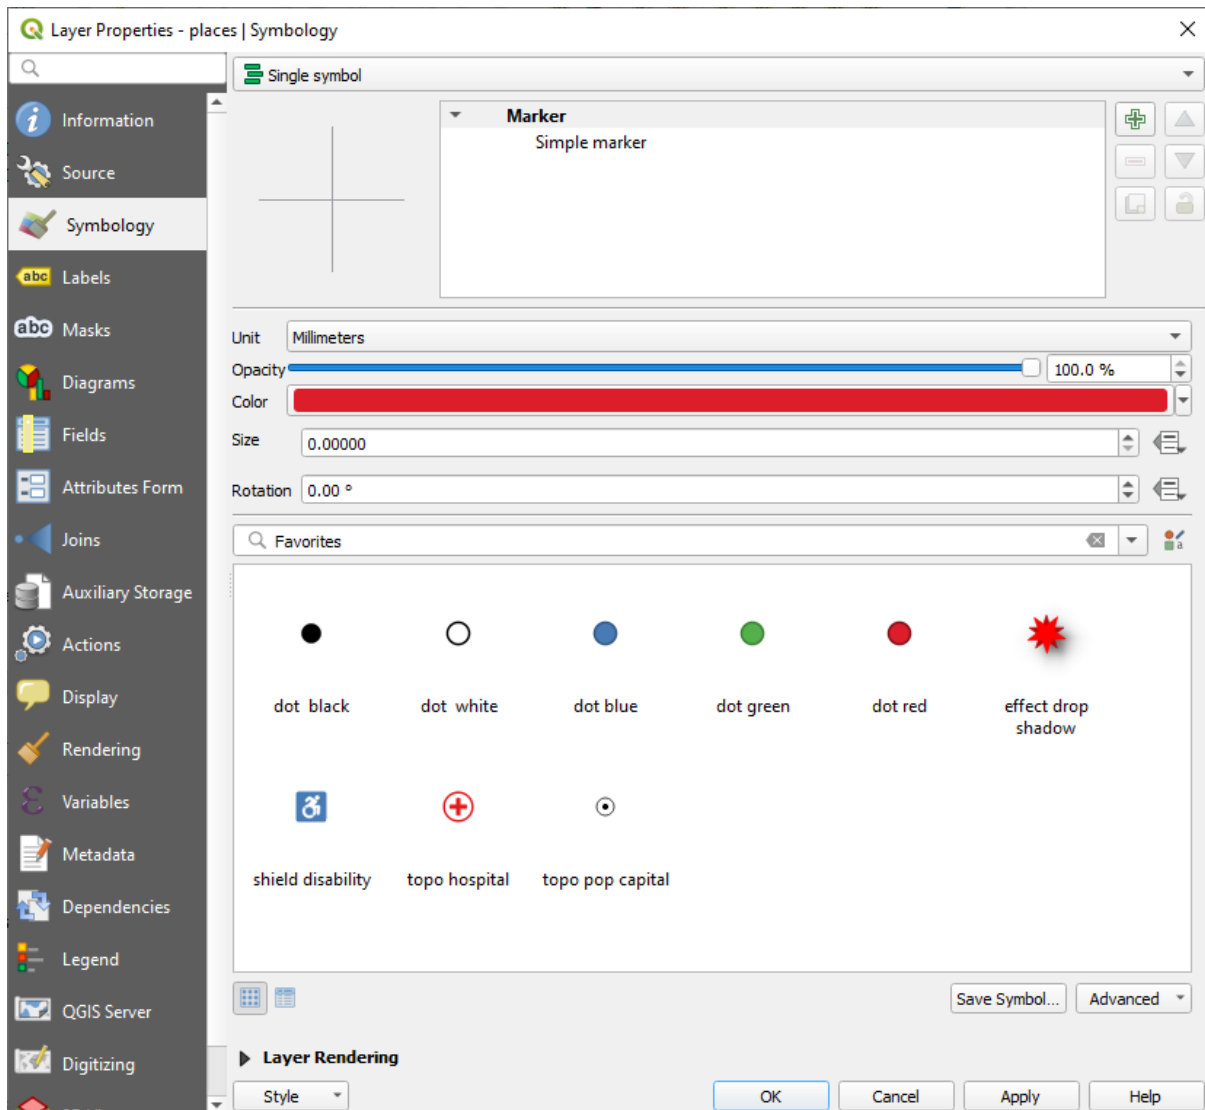 Layer Properties - places | Symbology
Single symbol
Information
Source
Symbology
Labels
Masks
Diagrams
Fields
Attributes Form
Joins
Auxiliary Storage
Actions
Display
Rendering
Variables
Metadata
Dependencies
Legend
QGIS Server
Digitizing
abc
abc
Marker
Simple marker
Unit Millimeters
Opacity 100.0 %
Color
Size 0.00000
Rotation 0.00 °
Favorites
dot black dot white dot blue dot green dot red effect drop
shadow
shield disability topo hospital topo pop capital
Save Symbol... Advanced
Layer Rendering
Style OK Cancel Apply Help